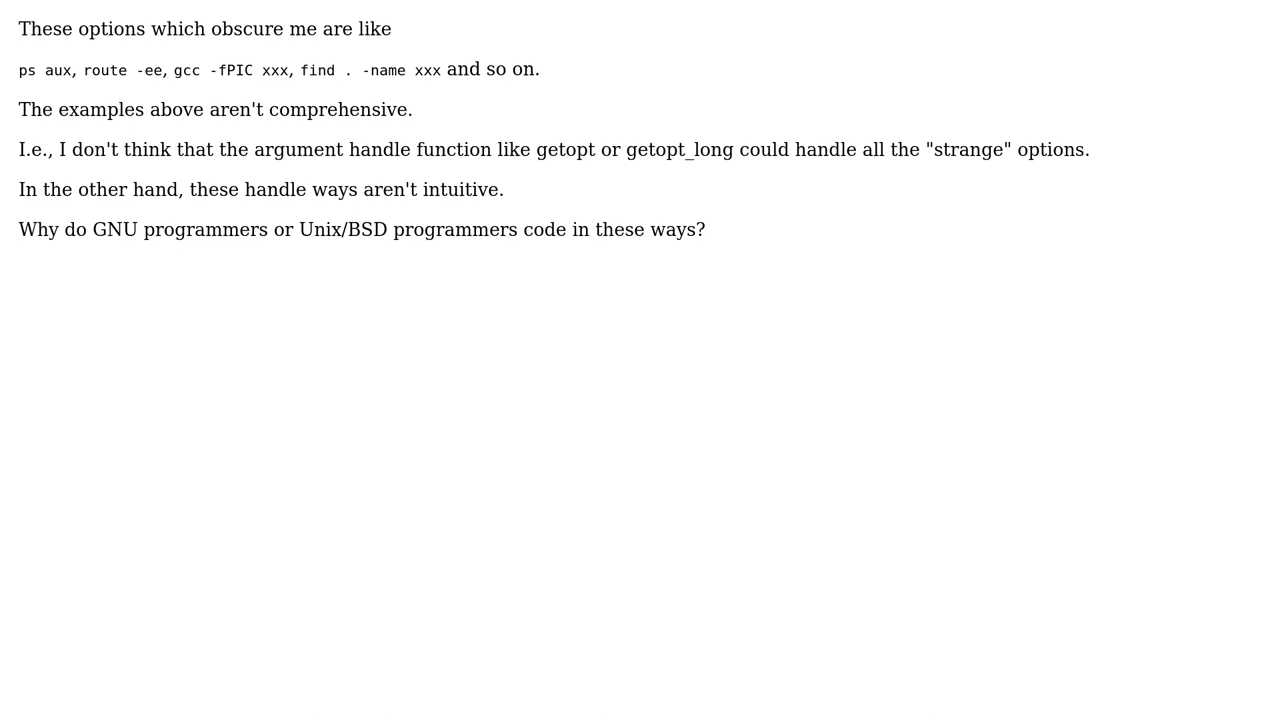 These options which obscure me are like
ps aux, route -ee, gcc -fPIC xxx, find . -name xxx and so on.
The examples above aren't comprehensive.
I.e., I don't think that the argument handle function like getopt or getopt_long could handle all the "strange" options.
In the other hand, these handle ways aren't intuitive.
Why do GNU programmers or Unix/BSD programmers code in these ways?